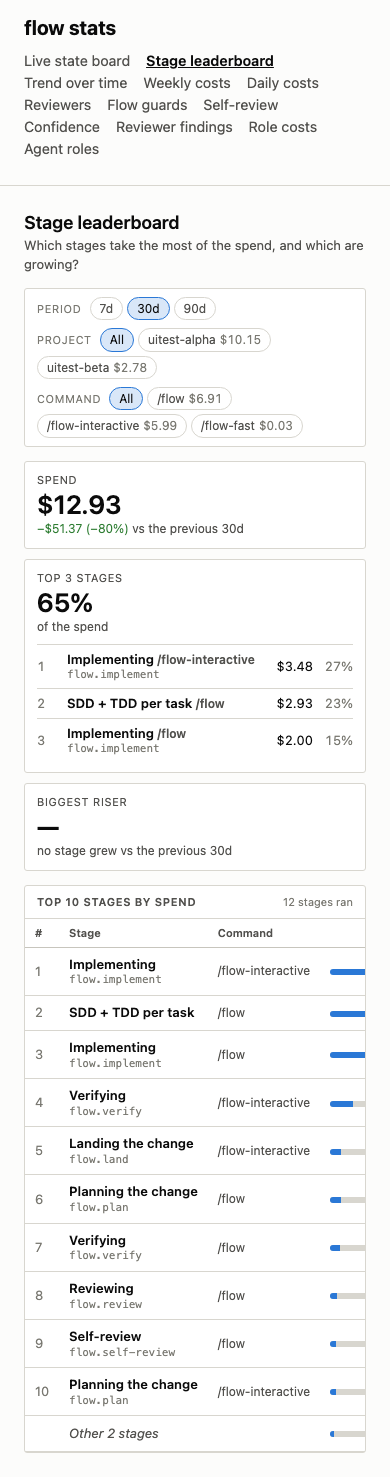 flow stats
Live state board Stage leaderboard
Trend over time Weekly costs Daily costs
Reviewers Flow guards Self-review
Confidence Reviewer findings Role costs
Agent roles
Stage leaderboard
Which stages take the most of the spend, and which are
growing?
PERIOD 7d 30d 90d
PROJECT All uitest-alpha $10.15
uitest-beta $2.78
COMMAND All /flow $6.91
/flow-interactive $5.99 /flow-fast $0.03
SPEND
$12.93
−$51.37 (−80%) vs the previous 30d
TOP 3 STAGES
65%
of the spend
1 Implementing /flow-interactive $3.48 27%
flow.implement
2 SDD + TDD per task /flow $2.93 23%
3 Implementing /flow $2.00 15%
flow.implement
BIGGEST RISER
—
no stage grew vs the previous 30d
TOP 10 STAGES BY SPEND 12 stages ran
# Stage Command
1 Implementing /flow-interactive
flow.implement
2 SDD + TDD per task /flow
3 Implementing /flow
flow.implement
4 Verifying /flow-interactive
flow.verify
5 Landing the change /flow-interactive
flow.land
6 Planning the change /flow
flow.plan
7 Verifying /flow
flow.verify
8 Reviewing /flow
flow.review
9 Self-review /flow
flow.self-review
10 Planning the change /flow-interactive
flow.plan
Other 2 stages